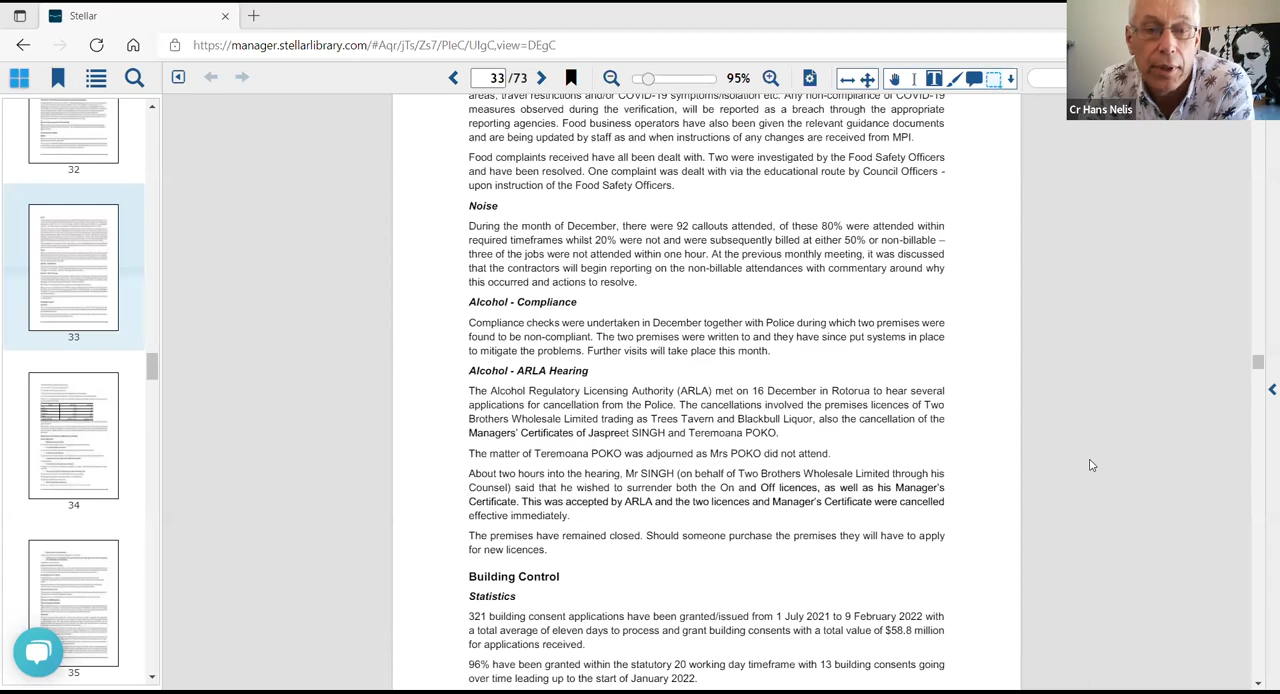 Stellar
https://manager.stellarlibrary.com/#Aqr/jTs/Zs7/PIeC/UIgC,view=DEgC
33 /73
95%
Cr Hans Nelis
areas, travel restrictions and/or COVID-19 symptoms/isolation etc. Any non-compliance of COVID-19
measures observed during the verification, will be reported as a breach through the appropriate
reporting agencies. Food business operators have also been given the relevant guidance documents
and are being updated by staff as and when instructions of any changes are received from MPI.
Food complaints received have all been dealt with. Two were investigated by the Food Safety Officers
and have been resolved. One complaint was dealt with via the educational route by Council Officers -
upon instruction of the Food Safety Officers.
Noise
During the month of December, there were 92 callouts attended, of these 80% were attended within
required timeframes whilst 20% were not and were subsequently billed at either 50% or non-billable –
three of the jobs were not attended within one hour. At the previous monthly meeting, it was discussed
that the contractors will begin reporting on the non-billable attendances with commentary around why
this occurred and actions to resolve.
Alcohol - Compliance
Compliance checks were undertaken in December together with Police during which two premises were
found to be non-compliant. The two premises were written to and they have since put systems in place
to mitigate the problems. Further visits will take place this month.
Alcohol - ARLA Hearing
The Alcohol Regulatory Licensing Authority (ARLA) met on 16 December in Rotorua to hear several
applications for cancellation from the Police. The cancellations involved the premises licences of Two
Brothers Wholesale Limited trading as Trees Tavern and Black bull Liquor, also the cancellation of the
Managers' Certificates of Jaspreet SINGH and Teremoana POKO.
The matter of Teremoana POKO was adjourned as Mrs POKO did not attend.
About two hours into the hearing, Mr SINGH (on behalf of Two Brothers Wholesale Limited through his
Counsel) said that he wished to surrender both the On and Off licences, as well as his Manager's
Certificate. This was accepted by ARLA and the two licences and Manager's Certificate were cancelled
effective immediately.
The premises have remained closed. Should someone purchase the premises they will have to apply
for new licences.
Building Control
Statistics
321 building consent applications have been granted/issued from 1 July 2021 to 9 February 2022 with
a total average of eleven days to process and grant building consents with a total value of $58.8 million
for applications received.
96% have been granted within the statutory 20 working day timeframe with 13 building consents going
over time leading up to the start of January 2022.
32
33
34
35